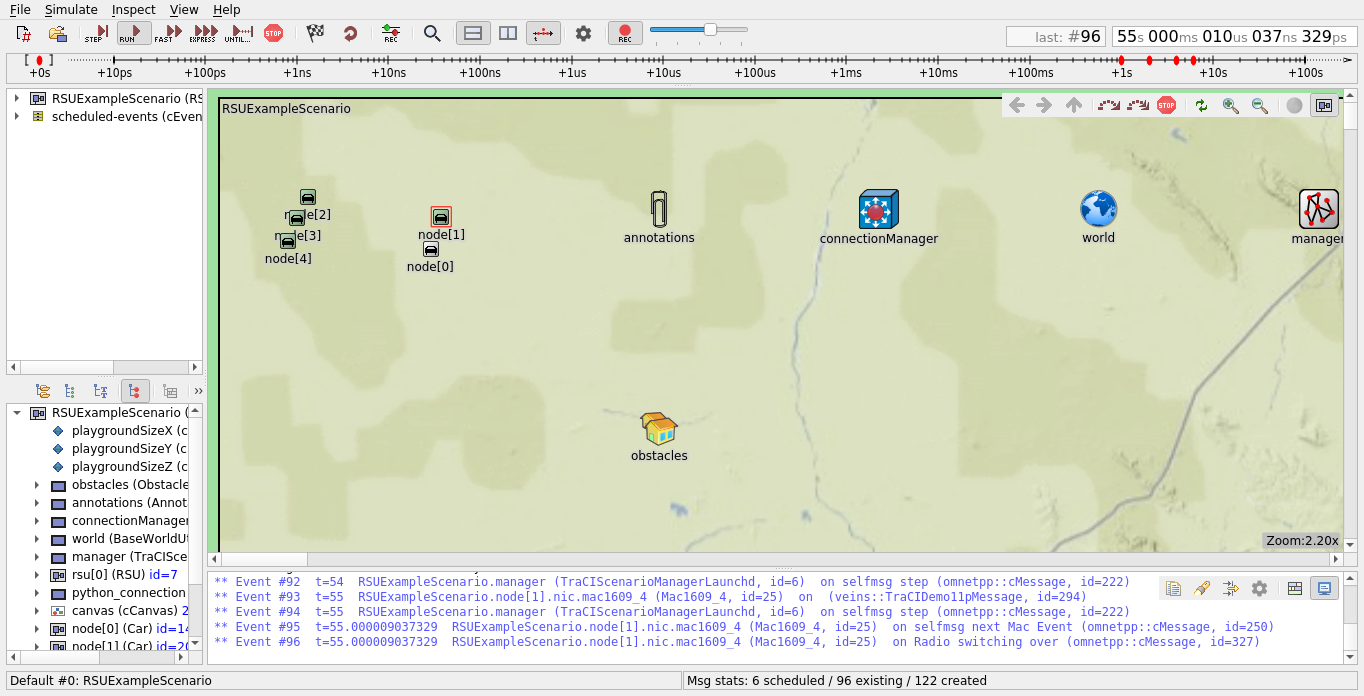 File Simulate Inspect View Help
STEP RUN FAST EXPRESS UNTIL... STOP REC REC
last: #96 55s 000ms 010us 037ns 329ps
+0s +10ps +100ps +1ns +10ns +100ns +1us +10us +100us +1ms +10ms +100ms +1s +10s +100s
RSUExampleScenario (RS
scheduled-events (cEven
RSUExampleScenario
STOP
node[2]
node[3]
node[4]
node[1]
node[0]
annotations
connectionManager
world
manager
obstacles
Zoom:2.20x
RSUExampleScenario (
playgroundSizeX (c
playgroundSizeY (c
playgroundSizeZ (c
obstacles (Obstacle
annotations (Annot
connectionManager
world (BaseWorldUt
manager (TraCISce
rsu[0] (RSU) id=7
python_connection
canvas (cCanvas) 2
node[0] (Car) id=14
node[1] (Car) id=20
** Event #92 t=54 RSUExampleScenario.manager (TraCIScenarioManagerLaunchd, id=6) on selfmsg step (omnetpp::cMessage, id=222)
** Event #93 t=55 RSUExampleScenario.node[1].nic.mac1609_4 (Mac1609_4, id=25) on (veins::TraCIDemo11pMessage, id=294)
** Event #94 t=55 RSUExampleScenario.manager (TraCIScenarioManagerLaunchd, id=6) on selfmsg step (omnetpp::cMessage, id=222)
** Event #95 t=55.000009037329 RSUExampleScenario.node[1].nic.mac1609_4 (Mac1609_4, id=25) on selfmsg next Mac Event (omnetpp::cMessage, id=250)
** Event #96 t=55.000009037329 RSUExampleScenario.node[1].nic.mac1609_4 (Mac1609_4, id=25) on Radio switching over (omnetpp::cMessage, id=327)
Default #0: RSUExampleScenario
Msg stats: 6 scheduled / 96 existing / 122 created